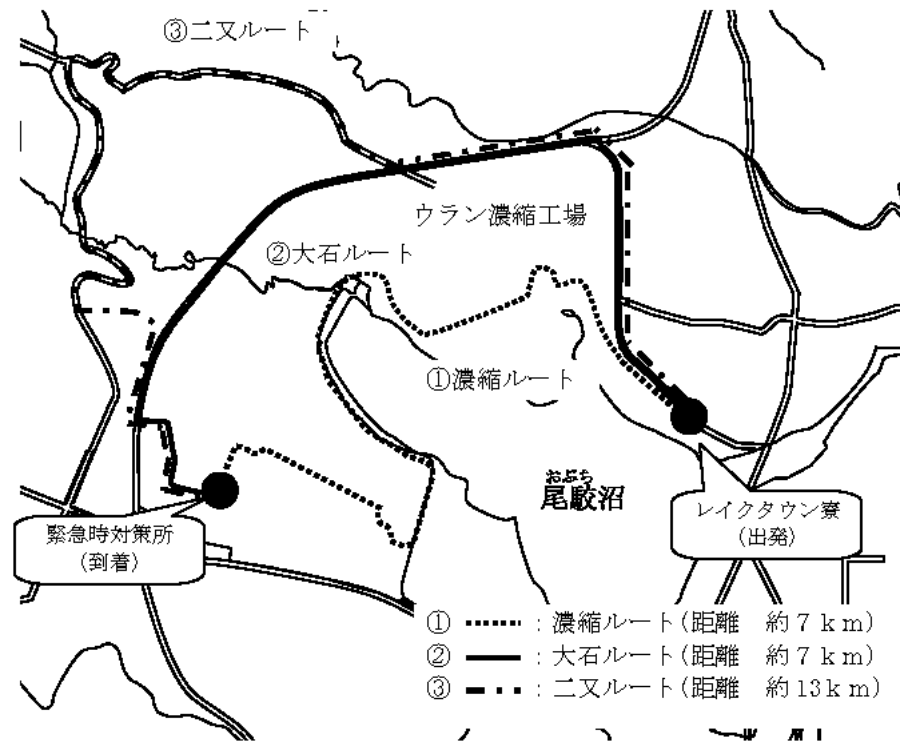 ③二又ルート
ウラン濃縮工場
②大石ルート
①濃縮ルート
おぶち
尾駮沼
レイクタウン寮
(出発)
緊急時対策所
(到着)
① : 濃縮ルート(距離 約7km)
② : 大石ルート(距離 約7km)
③ : 二又ルート(距離 約13km)